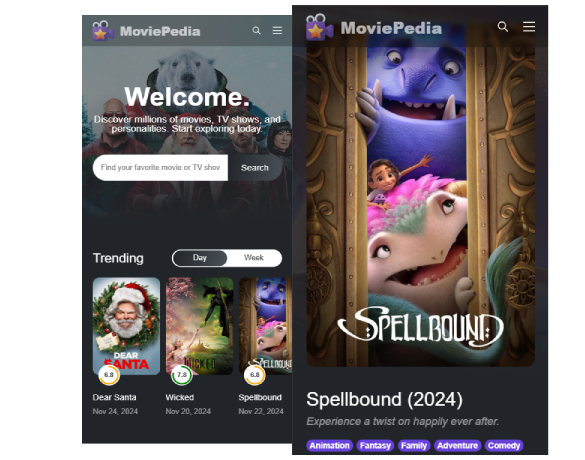 MoviePedia
Welcome.
Discover millions of movies, TV shows, and
personalities. Start exploring today.
Find your favorite movie or TV shov
Search
Trending
Day
Week
DEAR
SANTA
WICKED
SPELLBOUND
6.8
7.8
6.8
Dear Santa
Wicked
Spellbound
Nov 24, 2024
Nov 20, 2024
Nov 22, 2024
MoviePedia
SPELLBOUND
Spellbound (2024)
Experience a twist on happily ever after.
Animation Fantasy Family Adventure Comedy